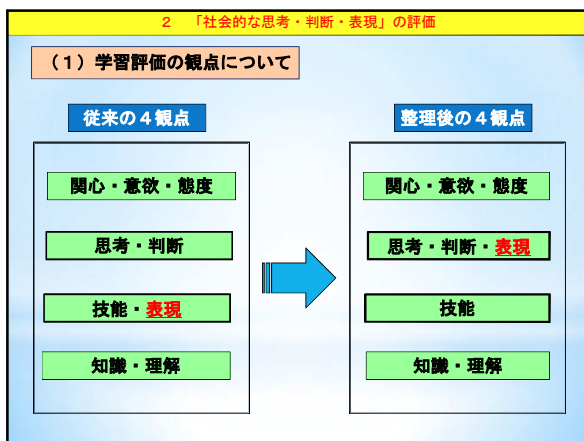 ２　「社会的な思考・判断・表現」の評価
（１）学習評価の観点について
従来の４観点
整理後の４観点
関心・意欲・態度
思考・判断
技能・表現
知識・理解
関心・意欲・態度
思考・判断・表現
技能
知識・理解